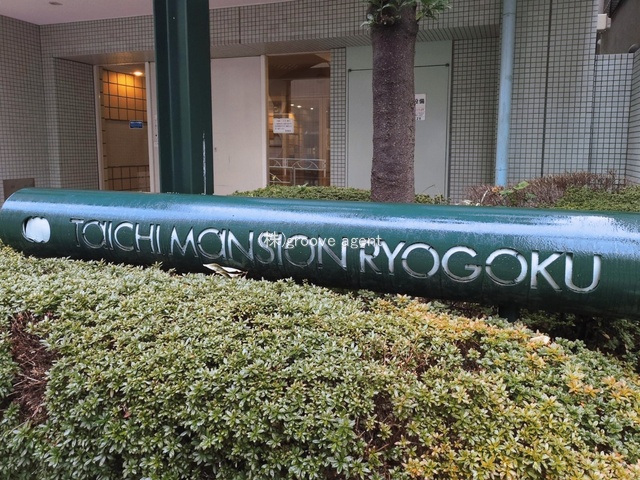 TAICHI MANSION RYOGOKU
(株)groove agent